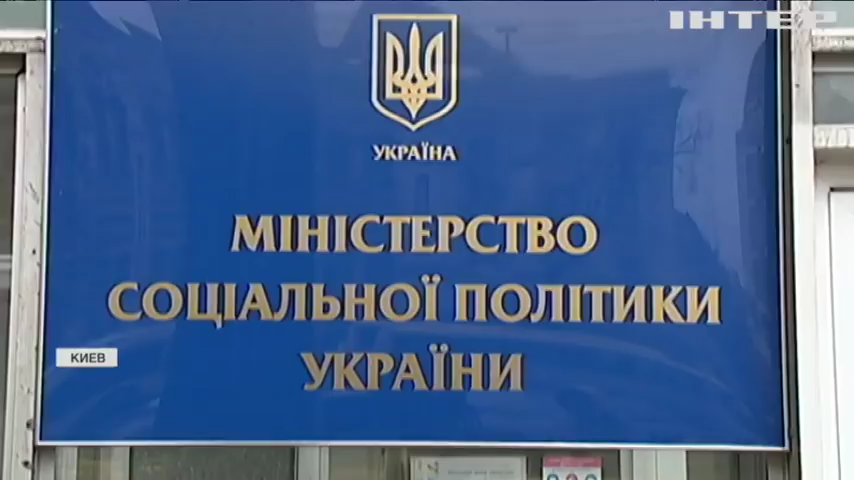 ІНТЕР
УКРАЇНА
МІНІСТЕРСТВО
СОЦІАЛЬНОЇ ПОЛІТИКИ
УКРАЇНИ
КИЕВ